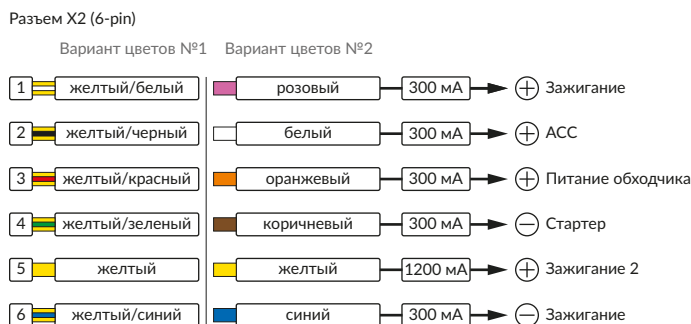 Разъем X2 (6-pin)
Вариант цветов №1 Вариант цветов №2
1 желтый/белый розовый 300 мА + Зажигание
2 желтый/черный белый 300 мА + ACC
3 желтый/красный оранжевый 300 мА + Питание обходчика
4 желтый/зеленый коричневый 300 мА − Стартер
5 желтый желтый 1200 мА + Зажигание 2
6 желтый/синий синий 300 мА − Зажигание